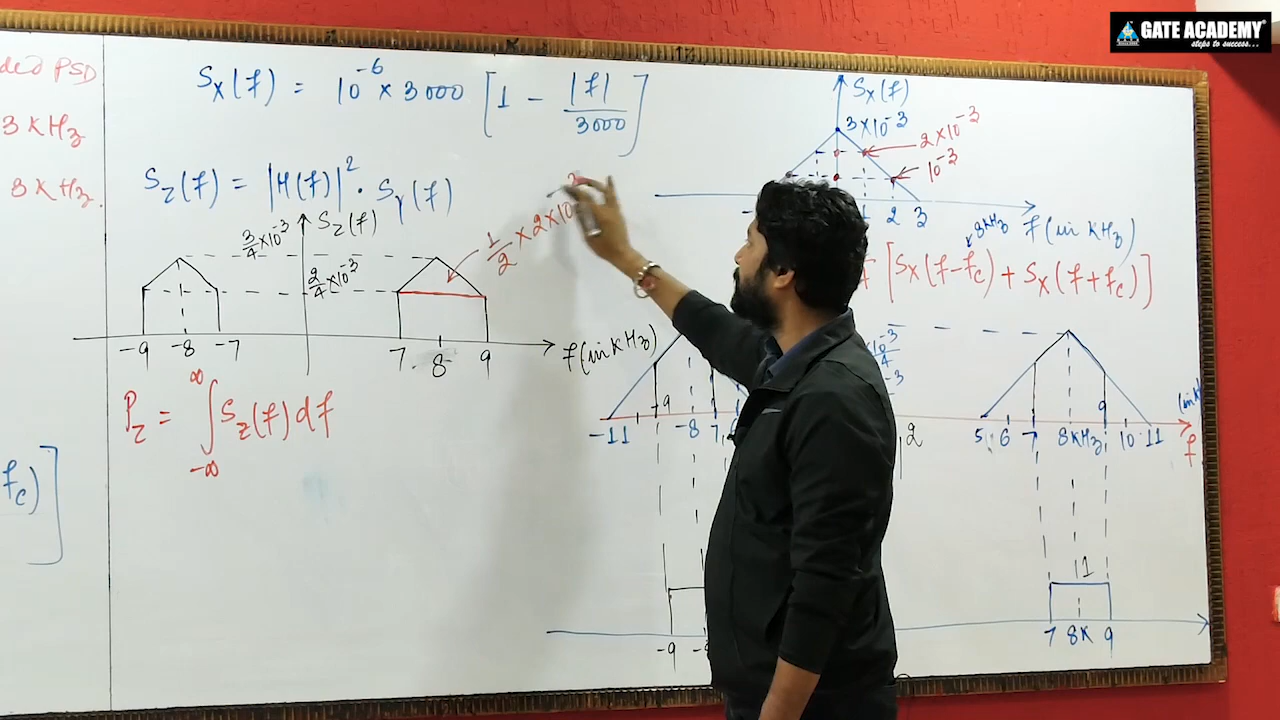 GATE ACADEMY
steps to success...
ded PSD
3 KHz
8 KHz.
fc)]
Sx(f) = 10^-6 × 3000 [1 - |f|/3000]
Sz(f) = |H(f)|^2 · Sy(f)
Sz(f)
3/4 ×10^-3
2/4 ×10^-3
1/2 × 2 × 10^-3
-9 -8 -7 7 8 9 f(in KHz)
Pz = ∫_-∞^∞ Sz(f) df
Sx(f)
3×10^-3
2×10^-3
10^-3
1 2 3
f(in KHz)
8KHz
[Sx(f-fc) + Sx(f+fc)]
-11 -9 -8 -7
2
5 6 7 8KHz 9 10 11
f
1
-9
7 8K 9